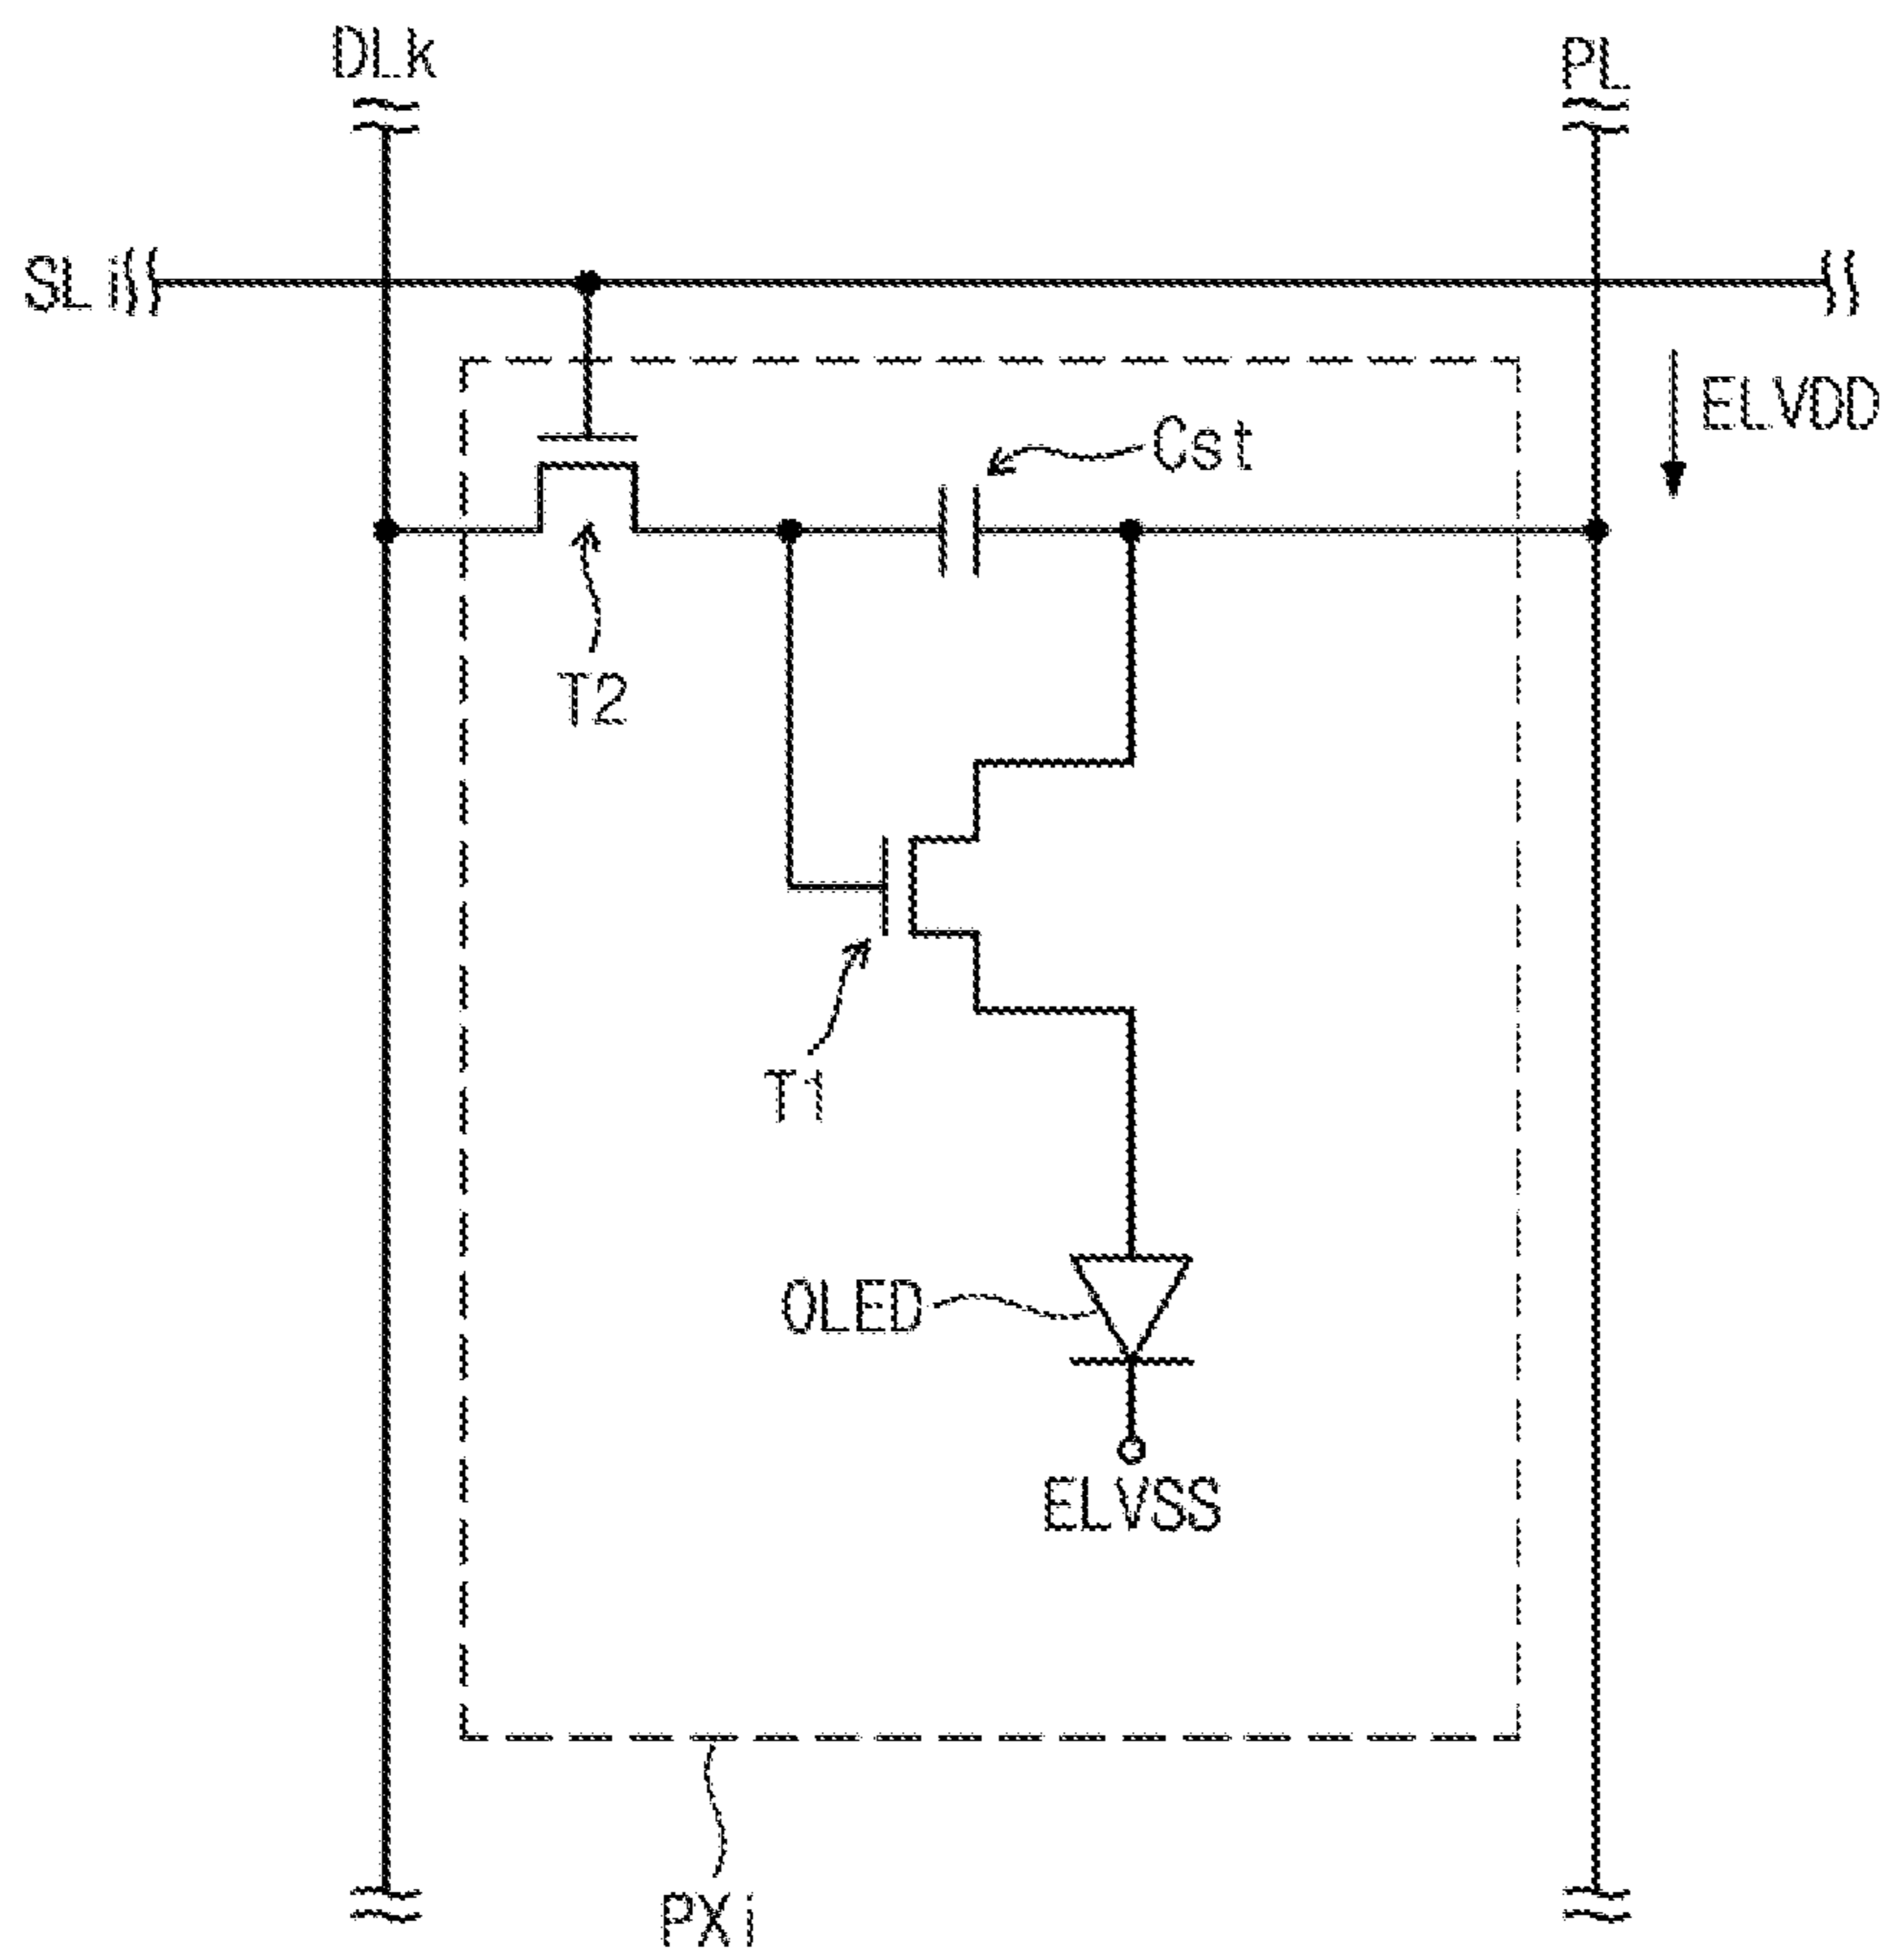 DLk
PL
SLi
ELVDD
Cst
T2
T1
OLED
ELVSS
PXi